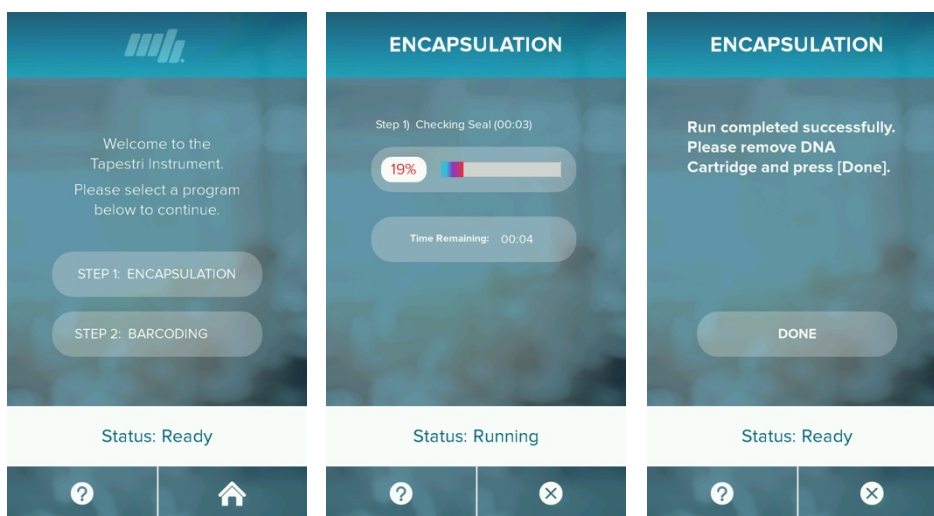 Welcome to the
Tapestri Instrument.
Please select a program
below to continue.
STEP 1: ENCAPSULATION
STEP 2: BARCODING
Status: Ready
?
ENCAPSULATION
Step 1) Checking Seal (00:03)
19%
Time Remaining: 00:04
Status: Running
?
ENCAPSULATION
Run completed successfully.
Please remove DNA
Cartridge and press [Done].
DONE
Status: Ready
?